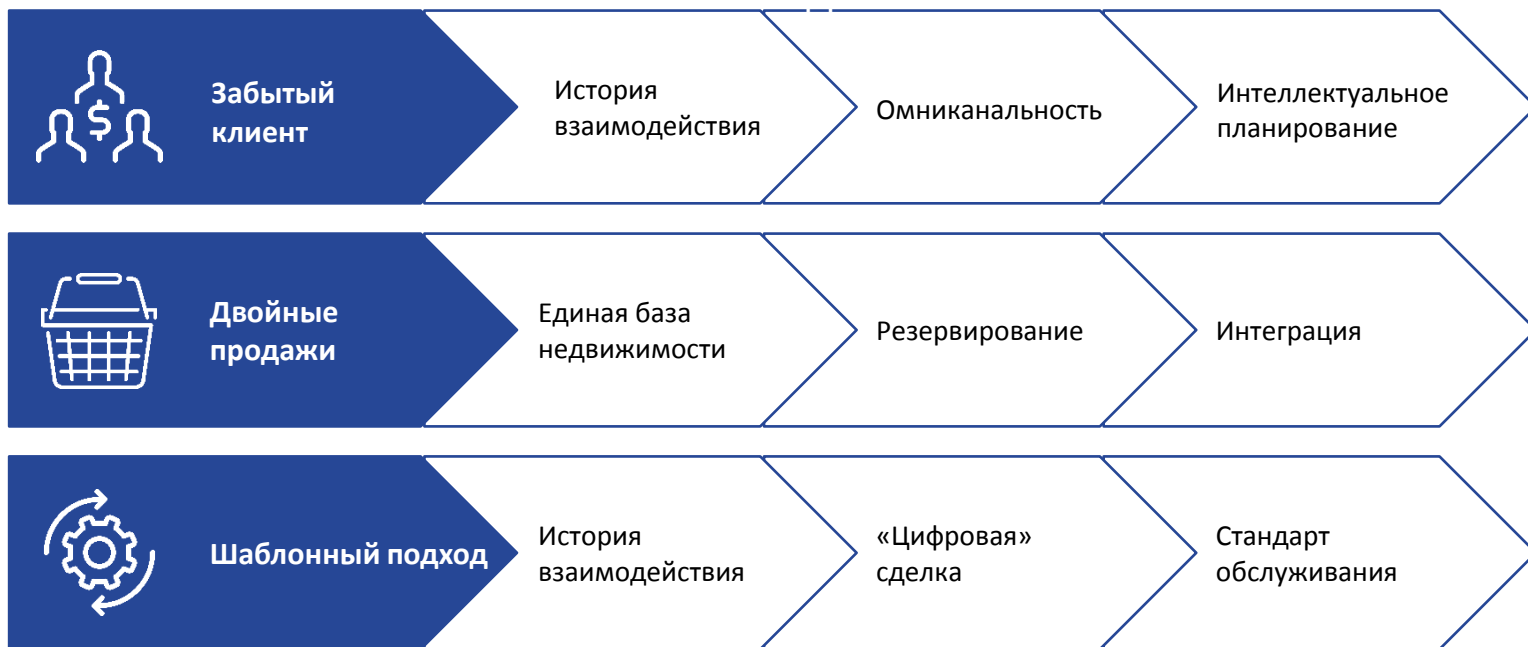 Забытый
клиент
История
взаимодействия
Омниканальность
Интеллектуальное
планирование
Двойные
продажи
Единая база
недвижимости
Резервирование
Интеграция
Шаблонный подход
История
взаимодействия
«Цифровая»
сделка
Стандарт
обслуживания